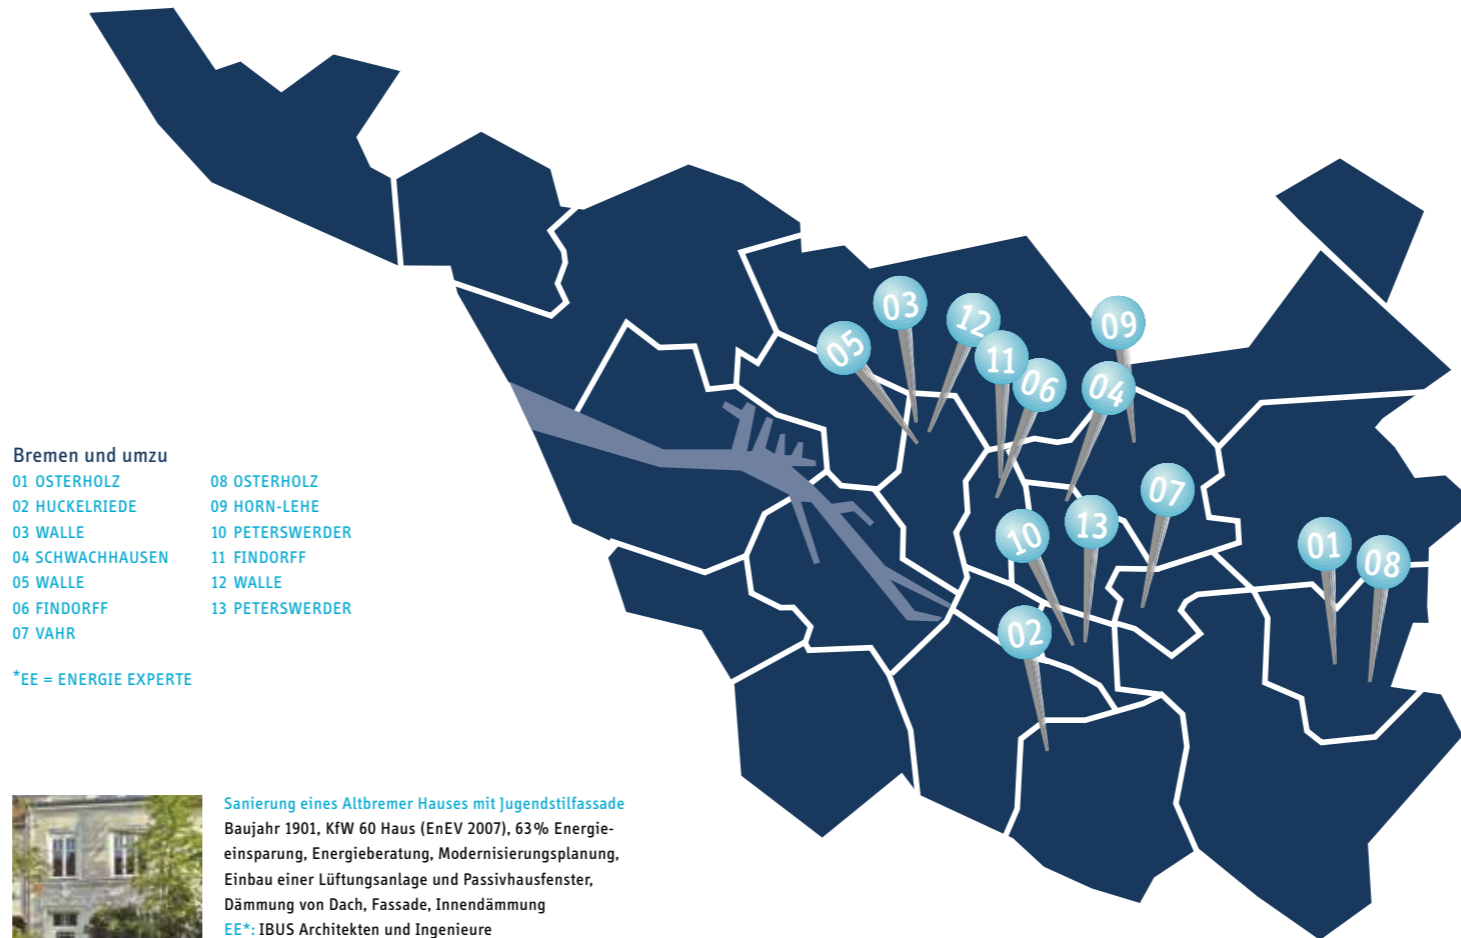 03
12
09
05
11
06
04
07
10
13
01
08
02
Bremen und umzu
01 OSTERHOLZ
02 HUCKELRIEDE
03 WALLE
04 SCHWACHHAUSEN
05 WALLE
06 FINDORFF
07 VAHR
08 OSTERHOLZ
09 HORN-LEHE
10 PETERSWERDER
11 FINDORFF
12 WALLE
13 PETERSWERDER
*EE = ENERGIE EXPERTE
Sanierung eines Altbremer Hauses mit Jugendstilfassade
Baujahr 1901, KfW 60 Haus (EnEV 2007), 63% Energie-
einsparung, Energieberatung, Modernisierungsplanung,
Einbau einer Lüftungsanlage und Passivhausfenster,
Dämmung von Dach, Fassade, Innendämmung
EE*: IBUS Architekten und Ingenieure